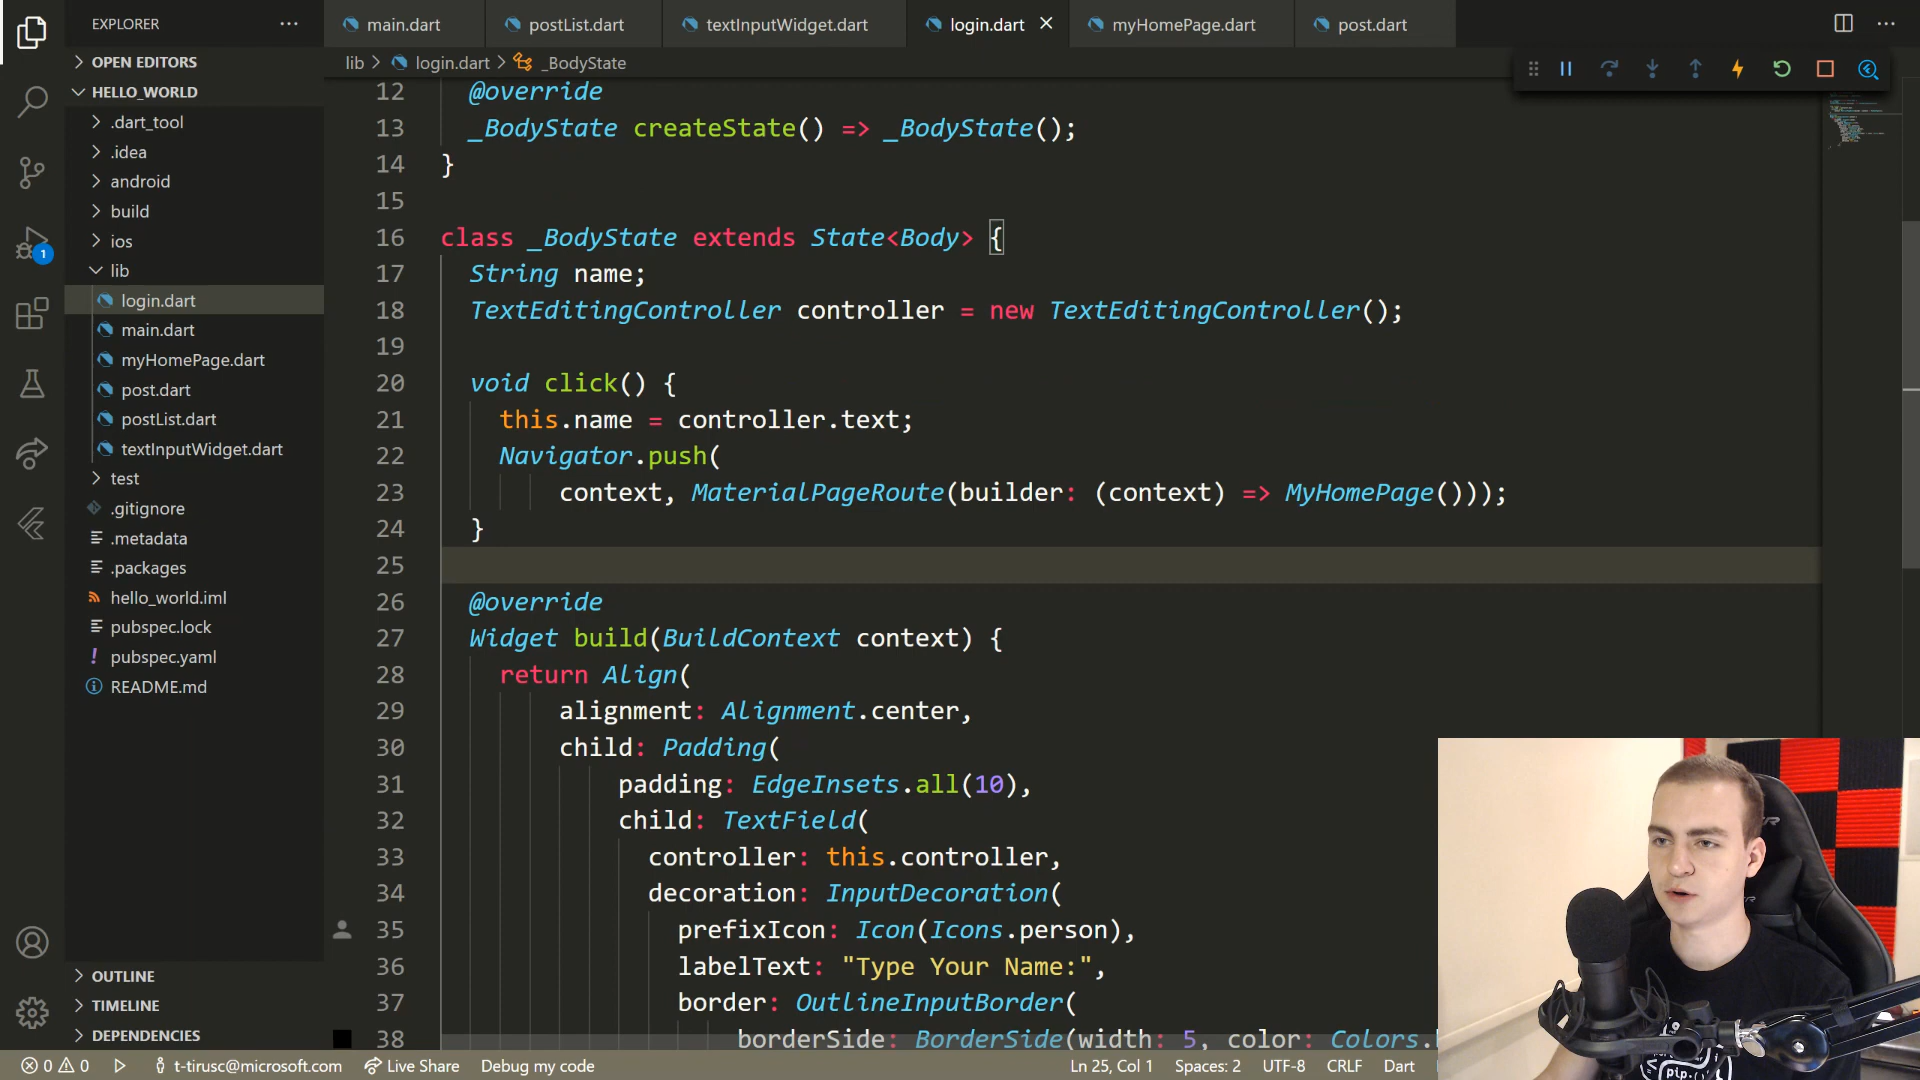 EXPLORER ···
OPEN EDITORS
HELLO_WORLD
.dart_tool
.idea
android
build
ios
lib
login.dart
main.dart
myHomePage.dart
post.dart
postList.dart
textInputWidget.dart
test
.gitignore
.metadata
.packages
hello_world.iml
pubspec.lock
! pubspec.yaml
README.md
OUTLINE
TIMELINE
DEPENDENCIES
1
main.dart postList.dart textInputWidget.dart login.dart myHomePage.dart post.dart
lib > login.dart > _BodyState
12 @override
13 _BodyState createState() => _BodyState();
14 }
15
16 class _BodyState extends State<Body> {
17 String name;
18 TextEditingController controller = new TextEditingController();
19
20 void click() {
21 this.name = controller.text;
22 Navigator.push(
23 context, MaterialPageRoute(builder: (context) => MyHomePage()));
24 }
25
26 @override
27 Widget build(BuildContext context) {
28 return Align(
29 alignment: Alignment.center,
30 child: Padding(
31 padding: EdgeInsets.all(10),
32 child: TextField(
33 controller: this.controller,
34 decoration: InputDecoration(
35 prefixIcon: Icon(Icons.person),
36 labelText: "Type Your Name:",
37 border: OutlineInputBorder(
38 borderSide: BorderSide(width: 5, color: Colors.
0 0 t-tirusc@microsoft.com Live Share Debug my code Ln 25, Col 1 Spaces: 2 UTF-8 CRLF Dart
pip.